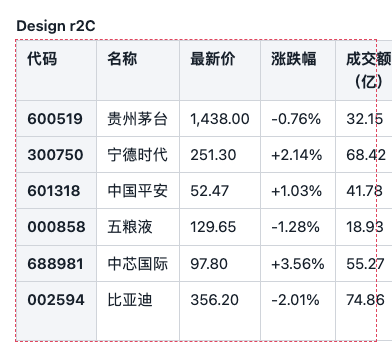 Design r2C
代码 名称 最新价 涨跌幅 成交额
（亿）
600519 贵州茅台 1,438.00 -0.76% 32.15
300750 宁德时代 251.30 +2.14% 68.42
601318 中国平安 52.47 +1.03% 41.78
000858 五粮液 129.65 -1.28% 18.93
688981 中芯国际 97.80 +3.56% 55.27
002594 比亚迪 356.20 -2.01% 74.86